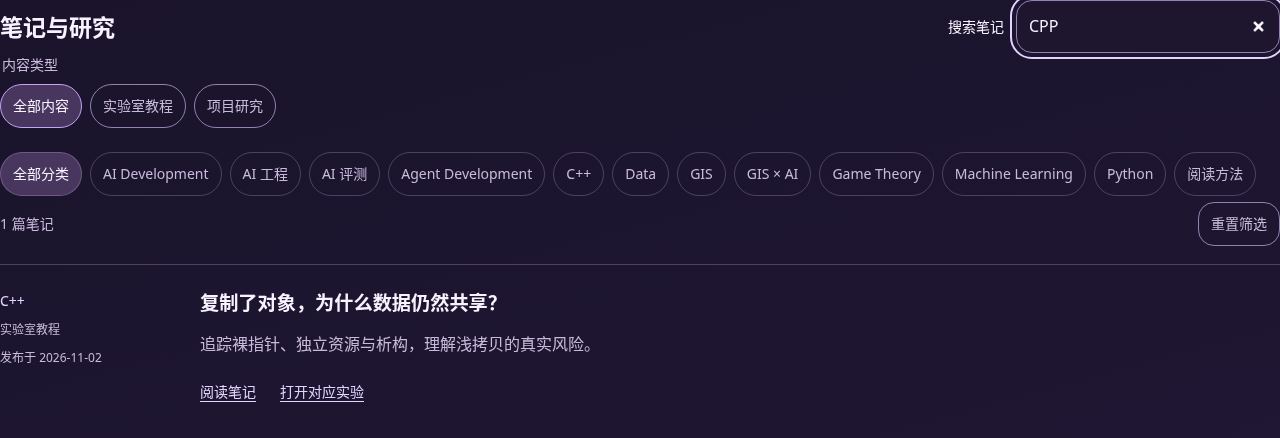 笔记与研究
搜索笔记 CPP ×
内容类型
全部内容 实验室教程 项目研究
全部分类 AI Development AI 工程 AI 评测 Agent Development C++ Data GIS GIS × AI Game Theory Machine Learning Python 阅读方法
1 篇笔记 重置筛选
C++
实验室教程
发布于 2026-11-02
复制了对象，为什么数据仍然共享？
追踪裸指针、独立资源与析构，理解浅拷贝的真实风险。
阅读笔记 打开对应实验